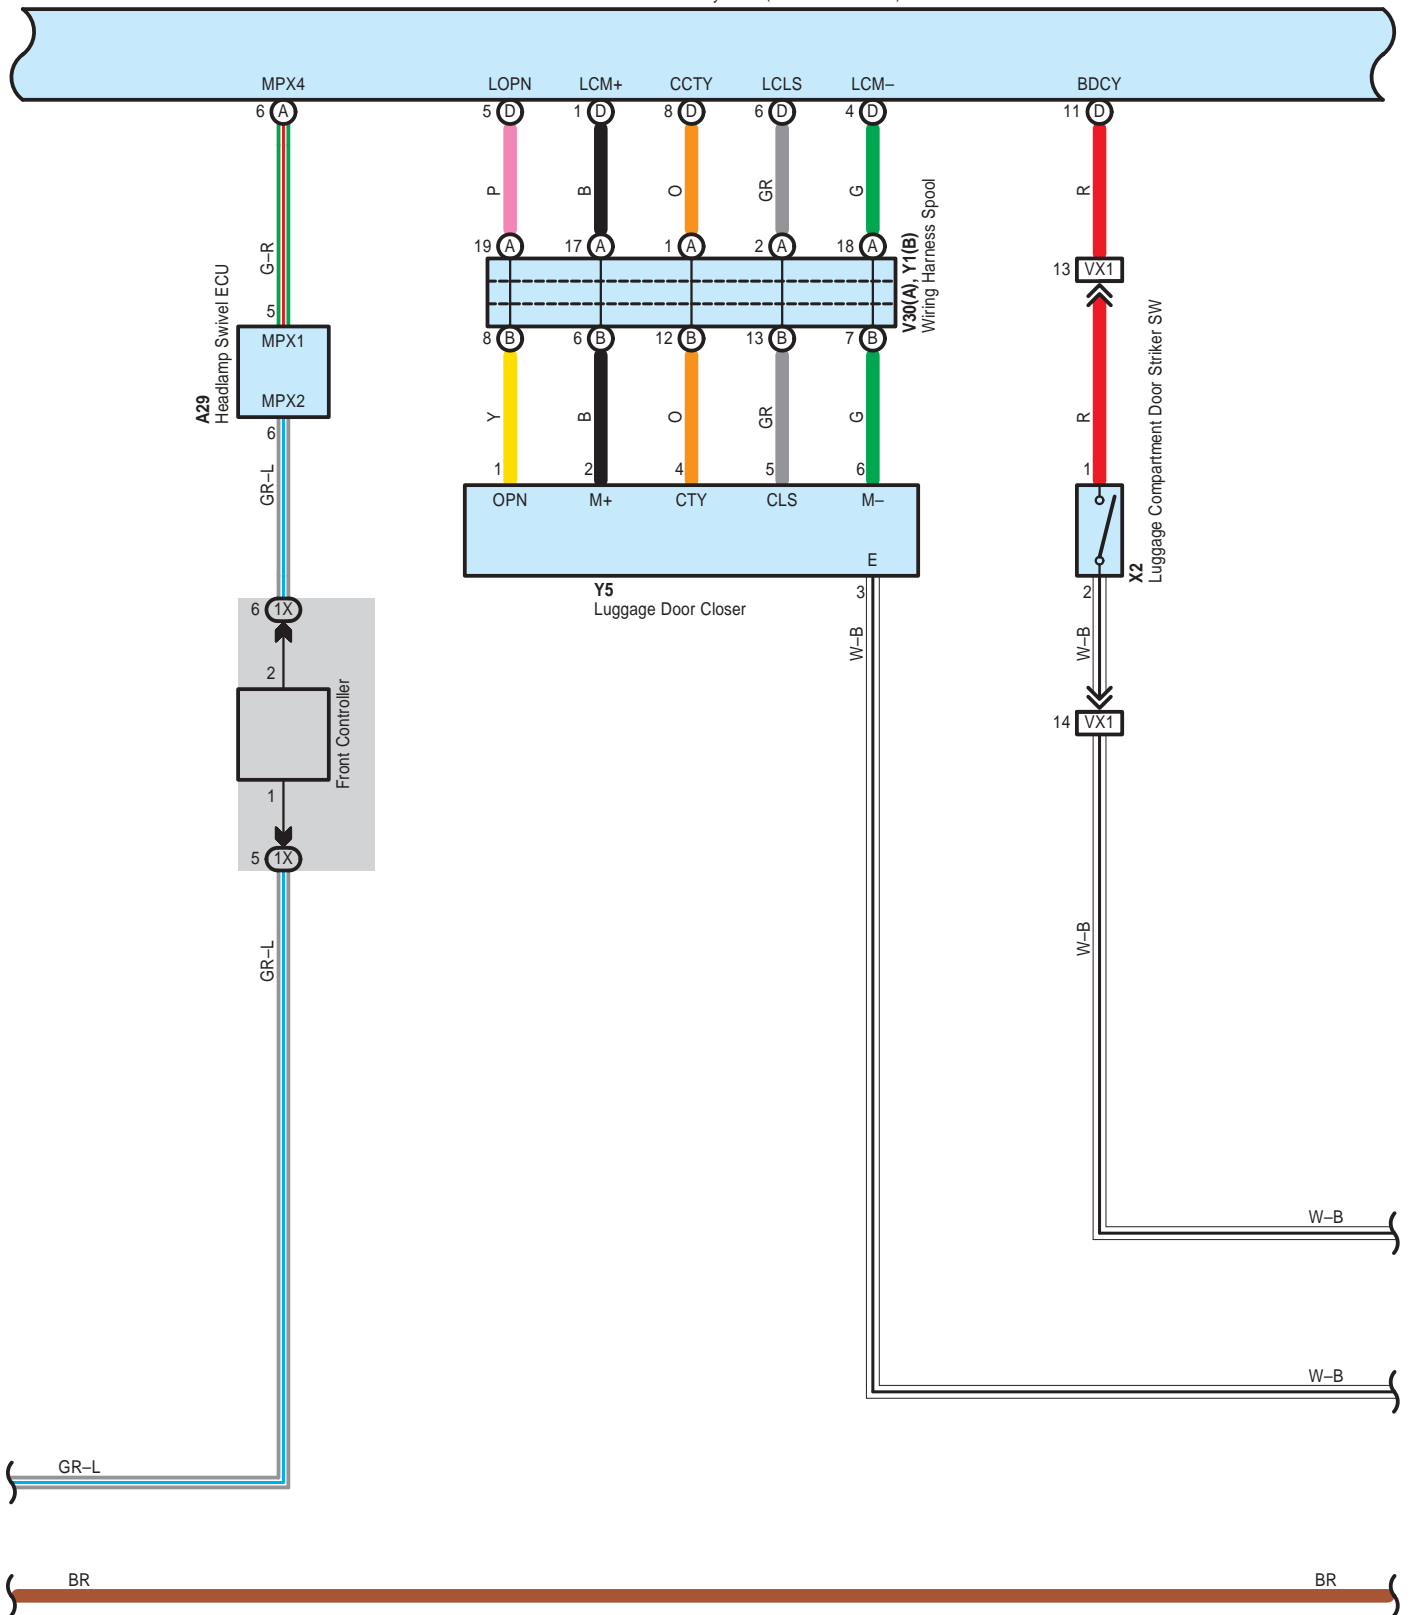 MPX4 LOPN LCM+ CCTY LCLS LCM– BDCY
6 A 5 D 1 D 8 D 6 D 4 D 11 D
G–R P B O GR G R
19 A 17 A 1 A 2 A 18 A
V30(A), Y1(B)
Wiring Harness Spool
13 VX1
5
MPX1
MPX2
6
A29
Headlamp Swivel ECU
8 B 6 B 12 B 13 B 7 B
GR–L Y B O GR G R
1 2 4 5 6 1
OPN M+ CTY CLS M–
E
Y5
Luggage Door Closer
X2
Luggage Compartment Door Striker SW
3 2
W–B W–B
6 1X
2
Front Controller
1
5 1X
14 VX1
GR–L W–B
W–B
W–B
GR–L
BR BR